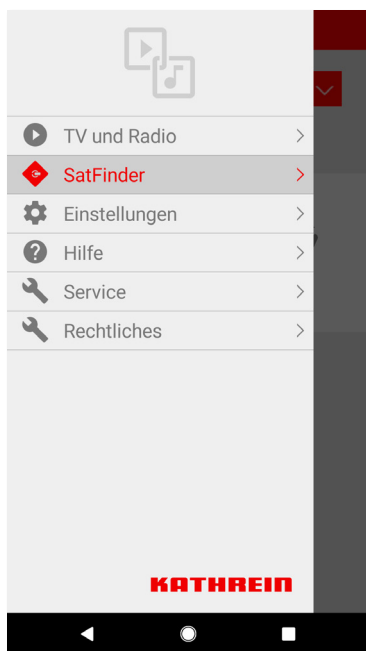 TV und Radio
SatFinder
Einstellungen
Hilfe
Service
Rechtliches
KATHREIN